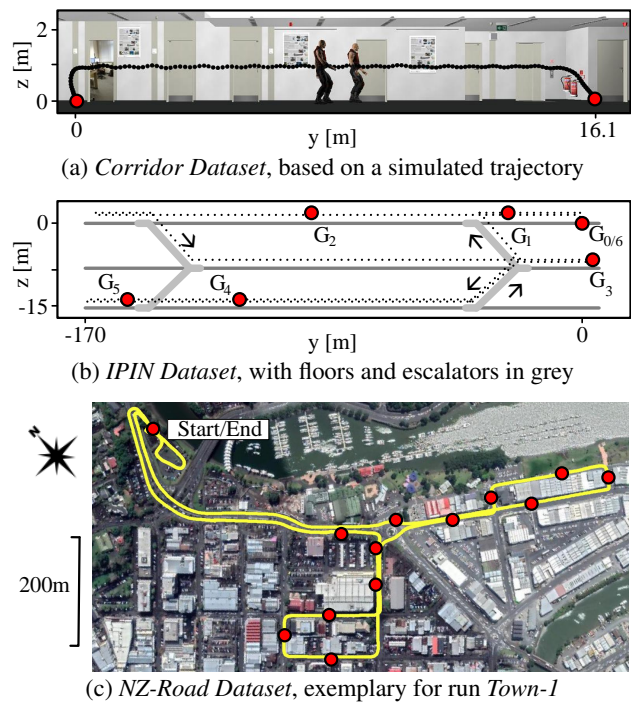 2
z [m]
0
0
y [m]
16.1
(a) Corridor Dataset, based on a simulated trajectory
0
z [m]
G2
G1
G0/6
G5
G4
G3
-15
-170
y [m]
0
(b) IPIN Dataset, with floors and escalators in grey
N
Start/End
200m
(c) NZ-Road Dataset, exemplary for run Town-1